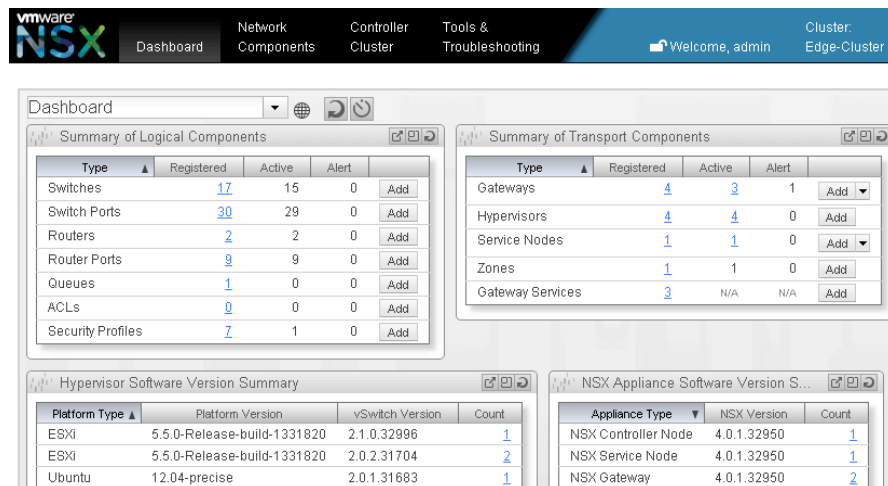 vmware
NSX
Dashboard
Network Components
Controller Cluster
Tools & Troubleshooting
Welcome, admin
Cluster: Edge-Cluster
Dashboard
Summary of Logical Components
Type Registered Active Alert
Switches 17 15 0 Add
Switch Ports 30 29 0 Add
Routers 2 2 0 Add
Router Ports 9 9 0 Add
Queues 1 0 0 Add
ACLs 0 0 0 Add
Security Profiles 7 1 0 Add
Summary of Transport Components
Type Registered Active Alert
Gateways 4 3 1 Add
Hypervisors 4 4 0 Add
Service Nodes 1 1 0 Add
Zones 1 1 0 Add
Gateway Services 3 N/A N/A Add
Hypervisor Software Version Summary
Platform Type Platform Version vSwitch Version Count
ESXi 5.5.0-Release-build-1331820 2.1.0.32996 1
ESXi 5.5.0-Release-build-1331820 2.0.2.31704 2
Ubuntu 12.04-precise 2.0.1.31683 1
NSX Appliance Software Version S...
Appliance Type NSX Version Count
NSX Controller Node 4.0.1.32950 1
NSX Service Node 4.0.1.32950 1
NSX Gateway 4.0.1.32950 2